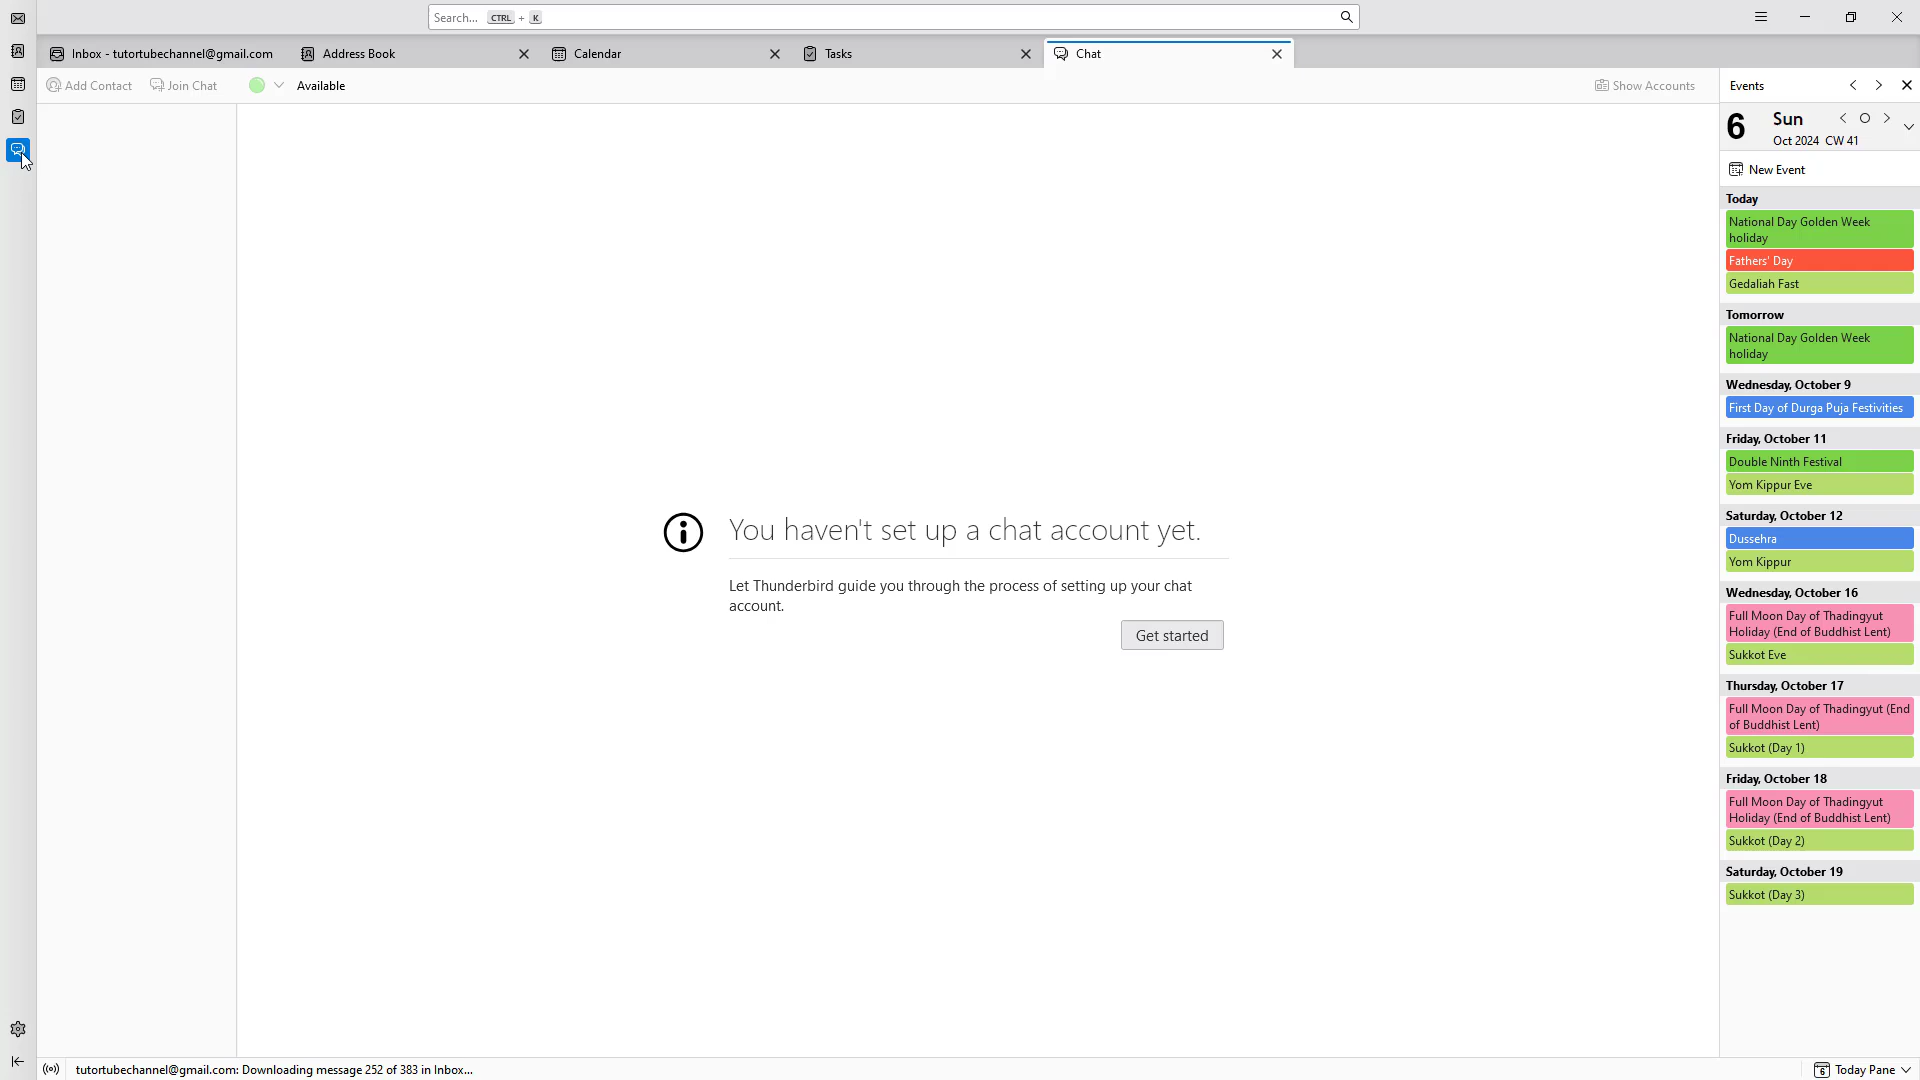 Search... CTRL + K
Inbox - tutortubechannel@gmail.com Address Book Calendar Tasks Chat
Add Contact Join Chat Available Show Accounts
You haven't set up a chat account yet.
Let Thunderbird guide you through the process of setting up your chat
account.
Get started
Events
6 Sun
Oct 2024 CW 41
New Event
Today
National Day Golden Week
holiday
Fathers' Day
Gedaliah Fast
Tomorrow
National Day Golden Week
holiday
Wednesday, October 9
First Day of Durga Puja Festivities
Friday, October 11
Double Ninth Festival
Yom Kippur Eve
Saturday, October 12
Dussehra
Yom Kippur
Wednesday, October 16
Full Moon Day of Thadingyut
Holiday (End of Buddhist Lent)
Sukkot Eve
Thursday, October 17
Full Moon Day of Thadingyut (End
of Buddhist Lent)
Sukkot (Day 1)
Friday, October 18
Full Moon Day of Thadingyut
Holiday (End of Buddhist Lent)
Sukkot (Day 2)
Saturday, October 19
Sukkot (Day 3)
tutortubechannel@gmail.com: Downloading message 252 of 383 in Inbox...
6 Today Pane